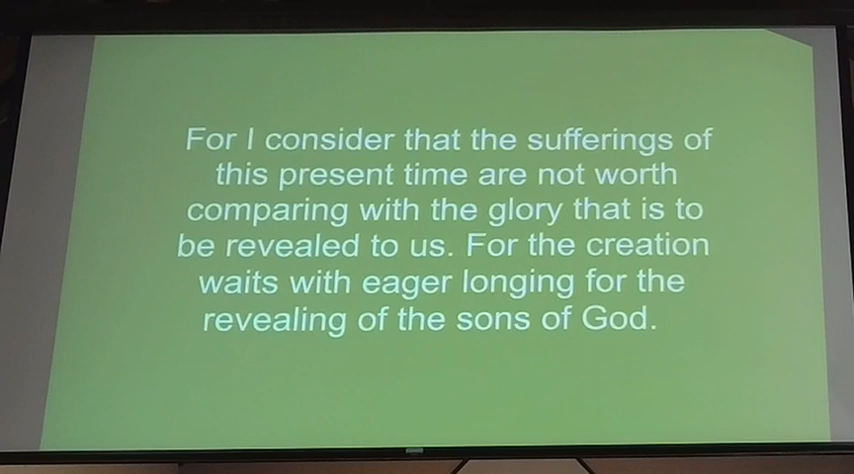 For I consider that the sufferings of
this present time are not worth
comparing with the glory that is to
be revealed to us. For the creation
waits with eager longing for the
revealing of the sons of God.